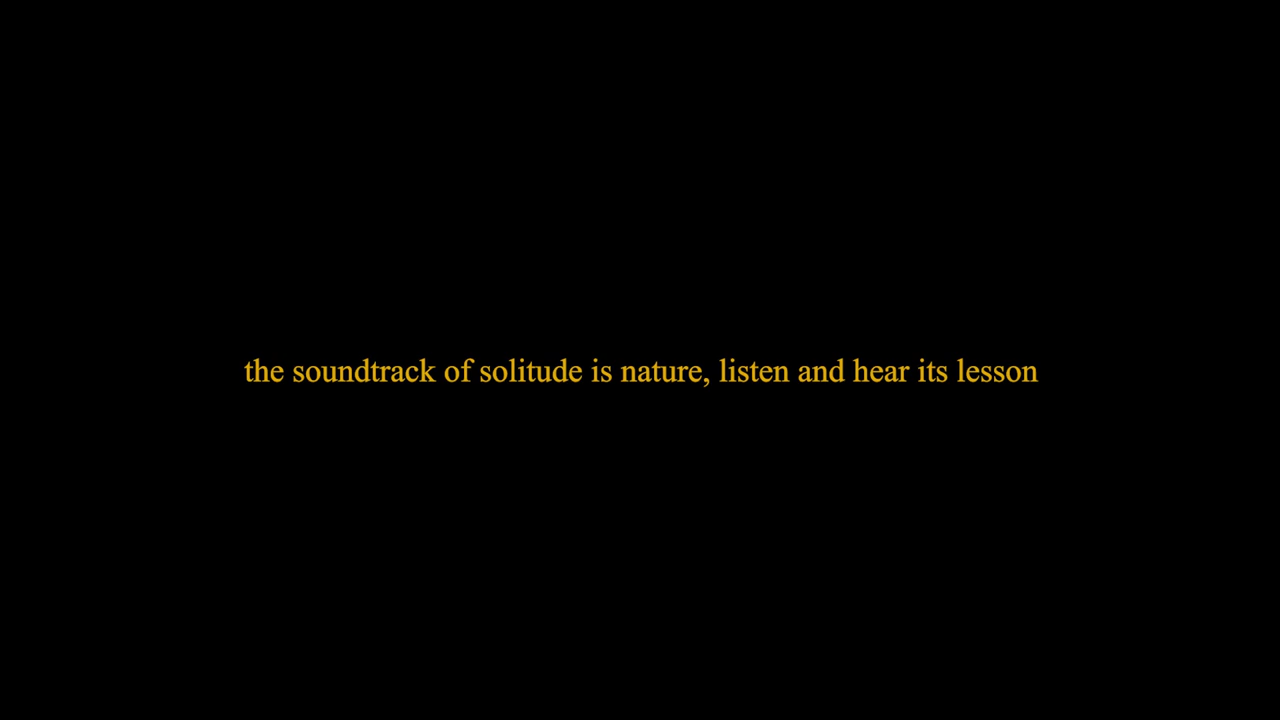 the soundtrack of solitude is nature, listen and hear its lesson